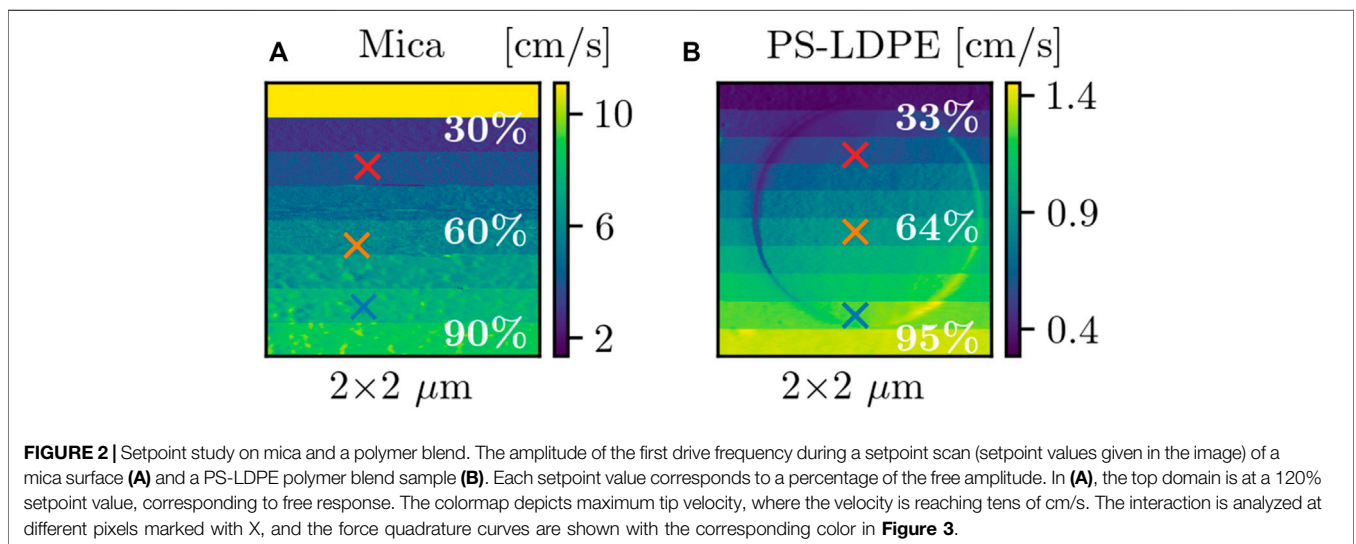 A Mica [cm/s]
30%
60%
90%
10
6
2
2×2 μm
B PS-LDPE [cm/s]
33%
64%
95%
1.4
0.9
0.4
2×2 μm
FIGURE 2 | Setpoint study on mica and a polymer blend. The amplitude of the first drive frequency during a setpoint scan (setpoint values given in the image) of a
mica surface (A) and a PS-LDPE polymer blend sample (B). Each setpoint value corresponds to a percentage of the free amplitude. In (A), the top domain is at a 120%
setpoint value, corresponding to free response. The colormap depicts maximum tip velocity, where the velocity is reaching tens of cm/s. The interaction is analyzed at
different pixels marked with X, and the force quadrature curves are shown with the corresponding color in Figure 3.